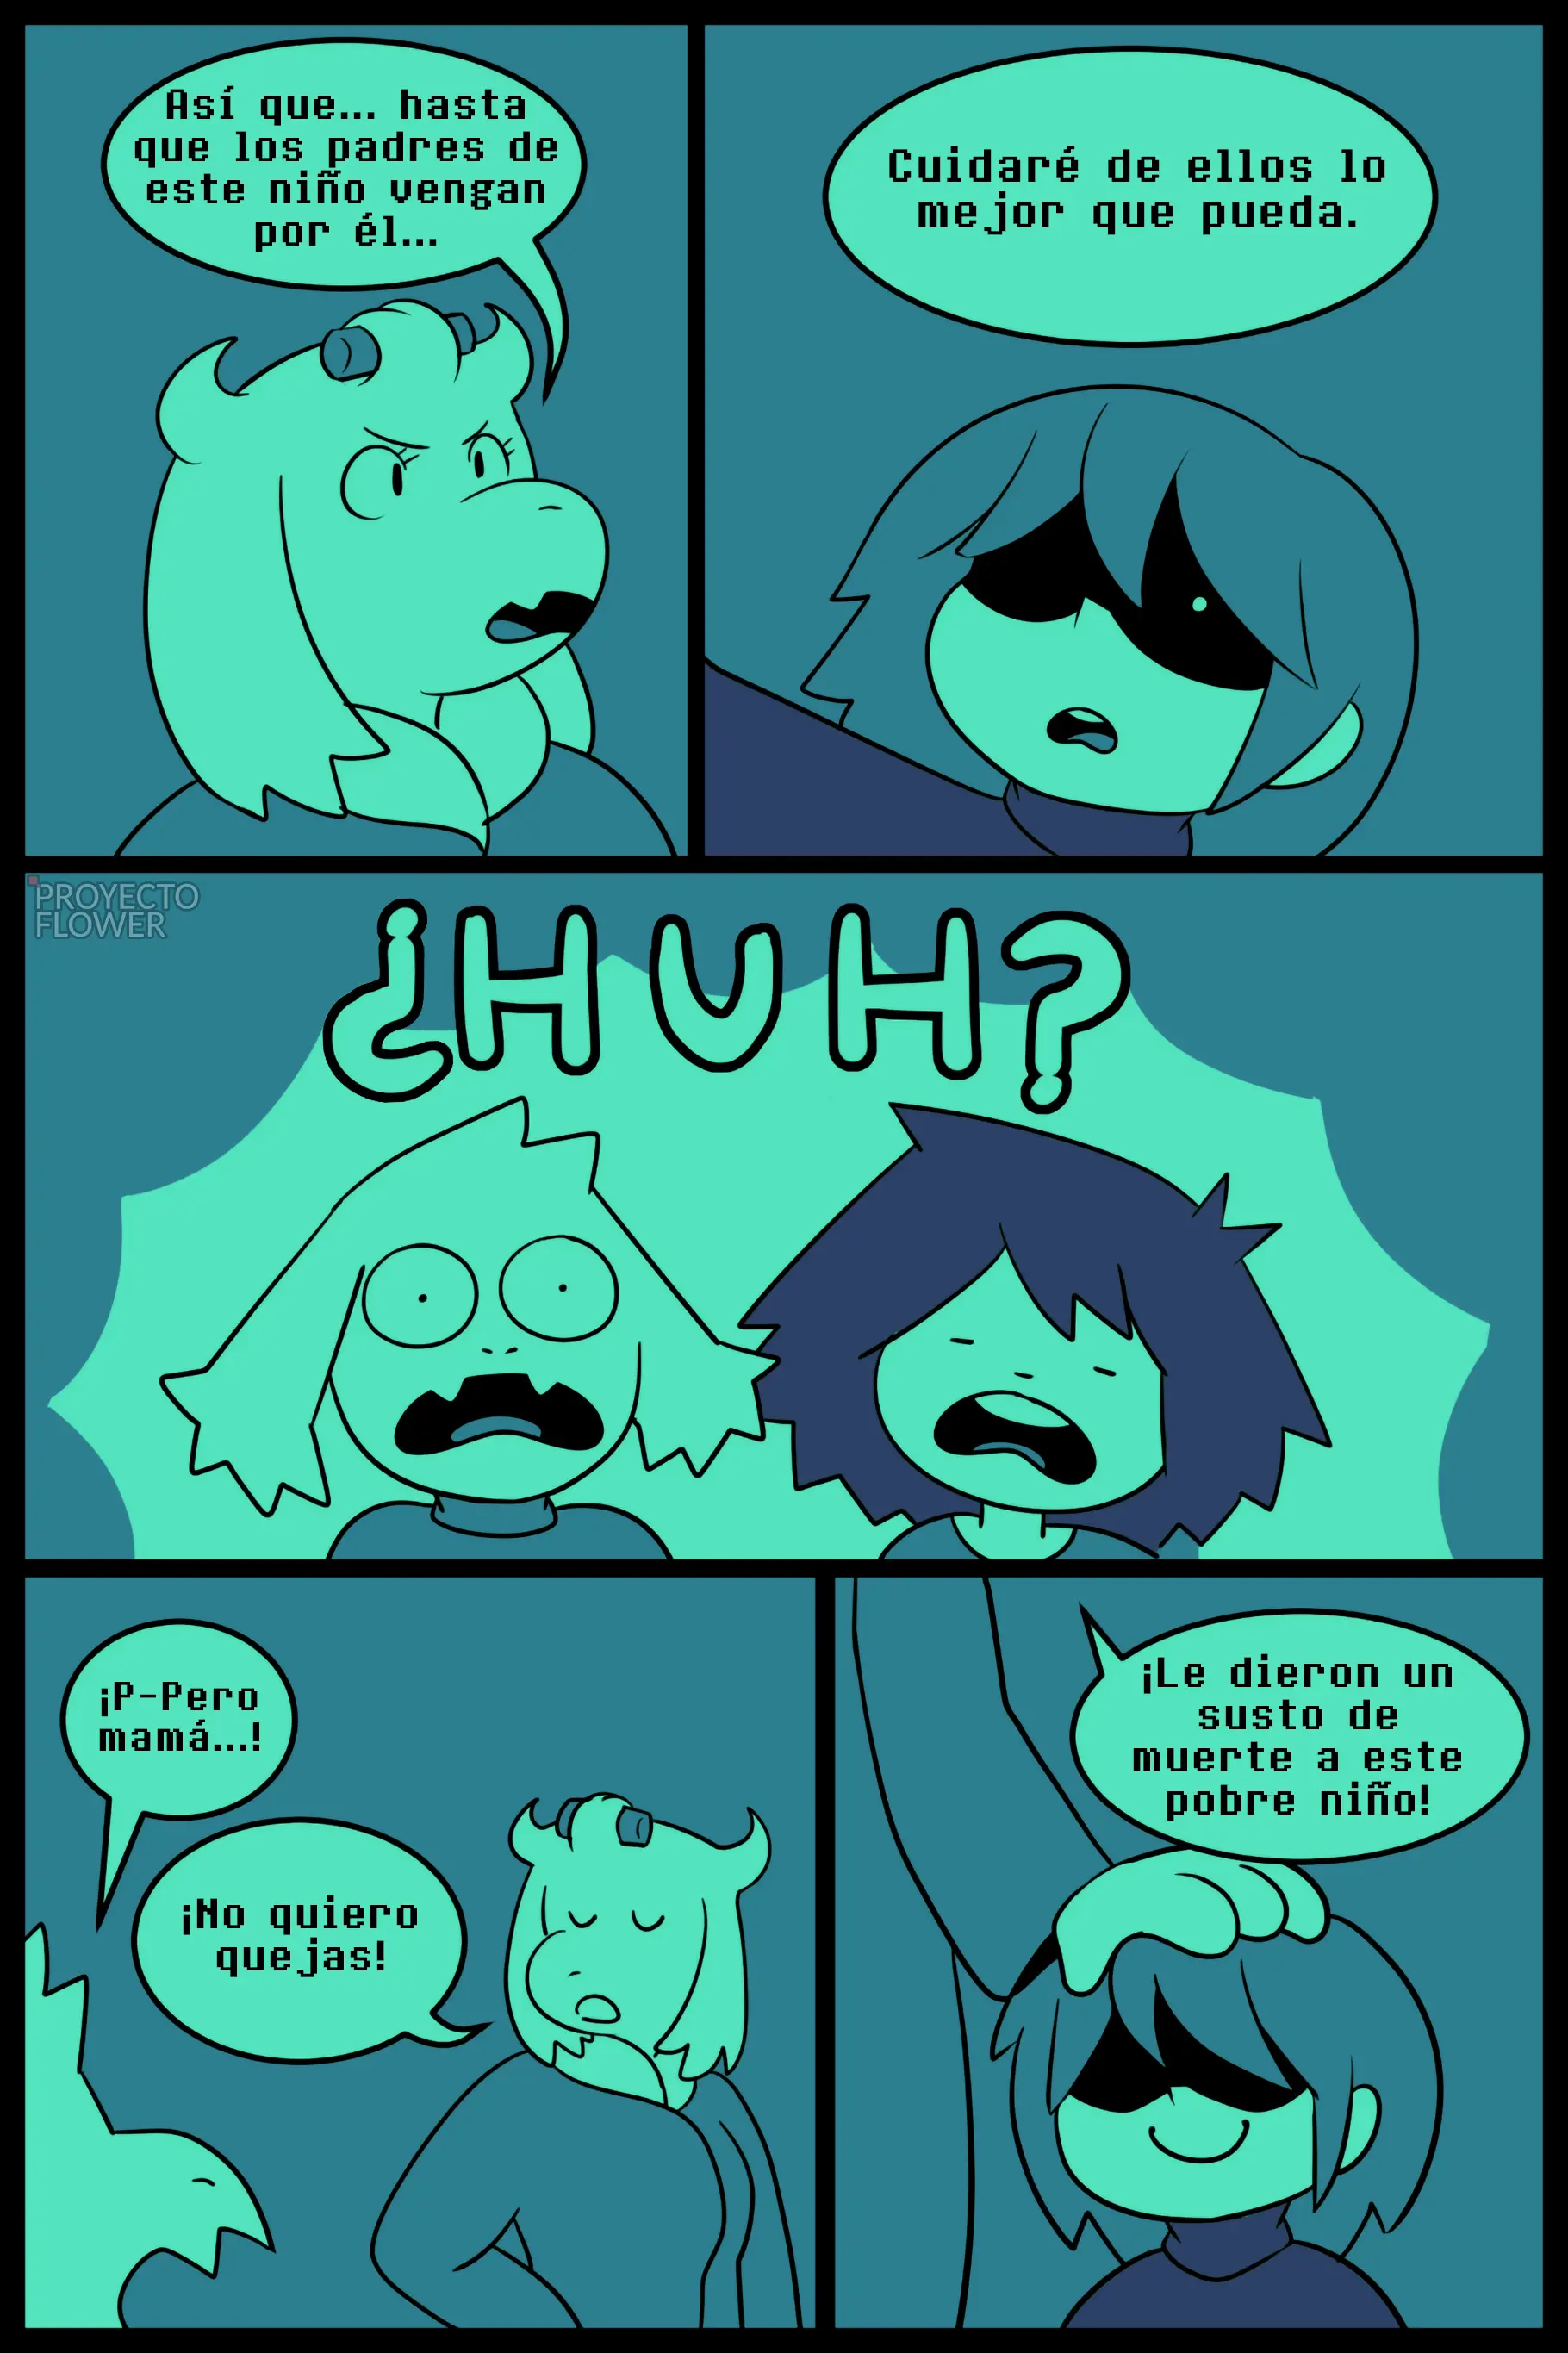 Así que... hasta
que los padres de
este niño vengan
por él...
Cuidaré de ellos lo
mejor que pueda.
PROYECTO
FLOWER
¿HUH?
¡P-Pero
mamá...!
¡No quiero
quejas!
¡Le dieron un
susto de
muerte a este
pobre niño!